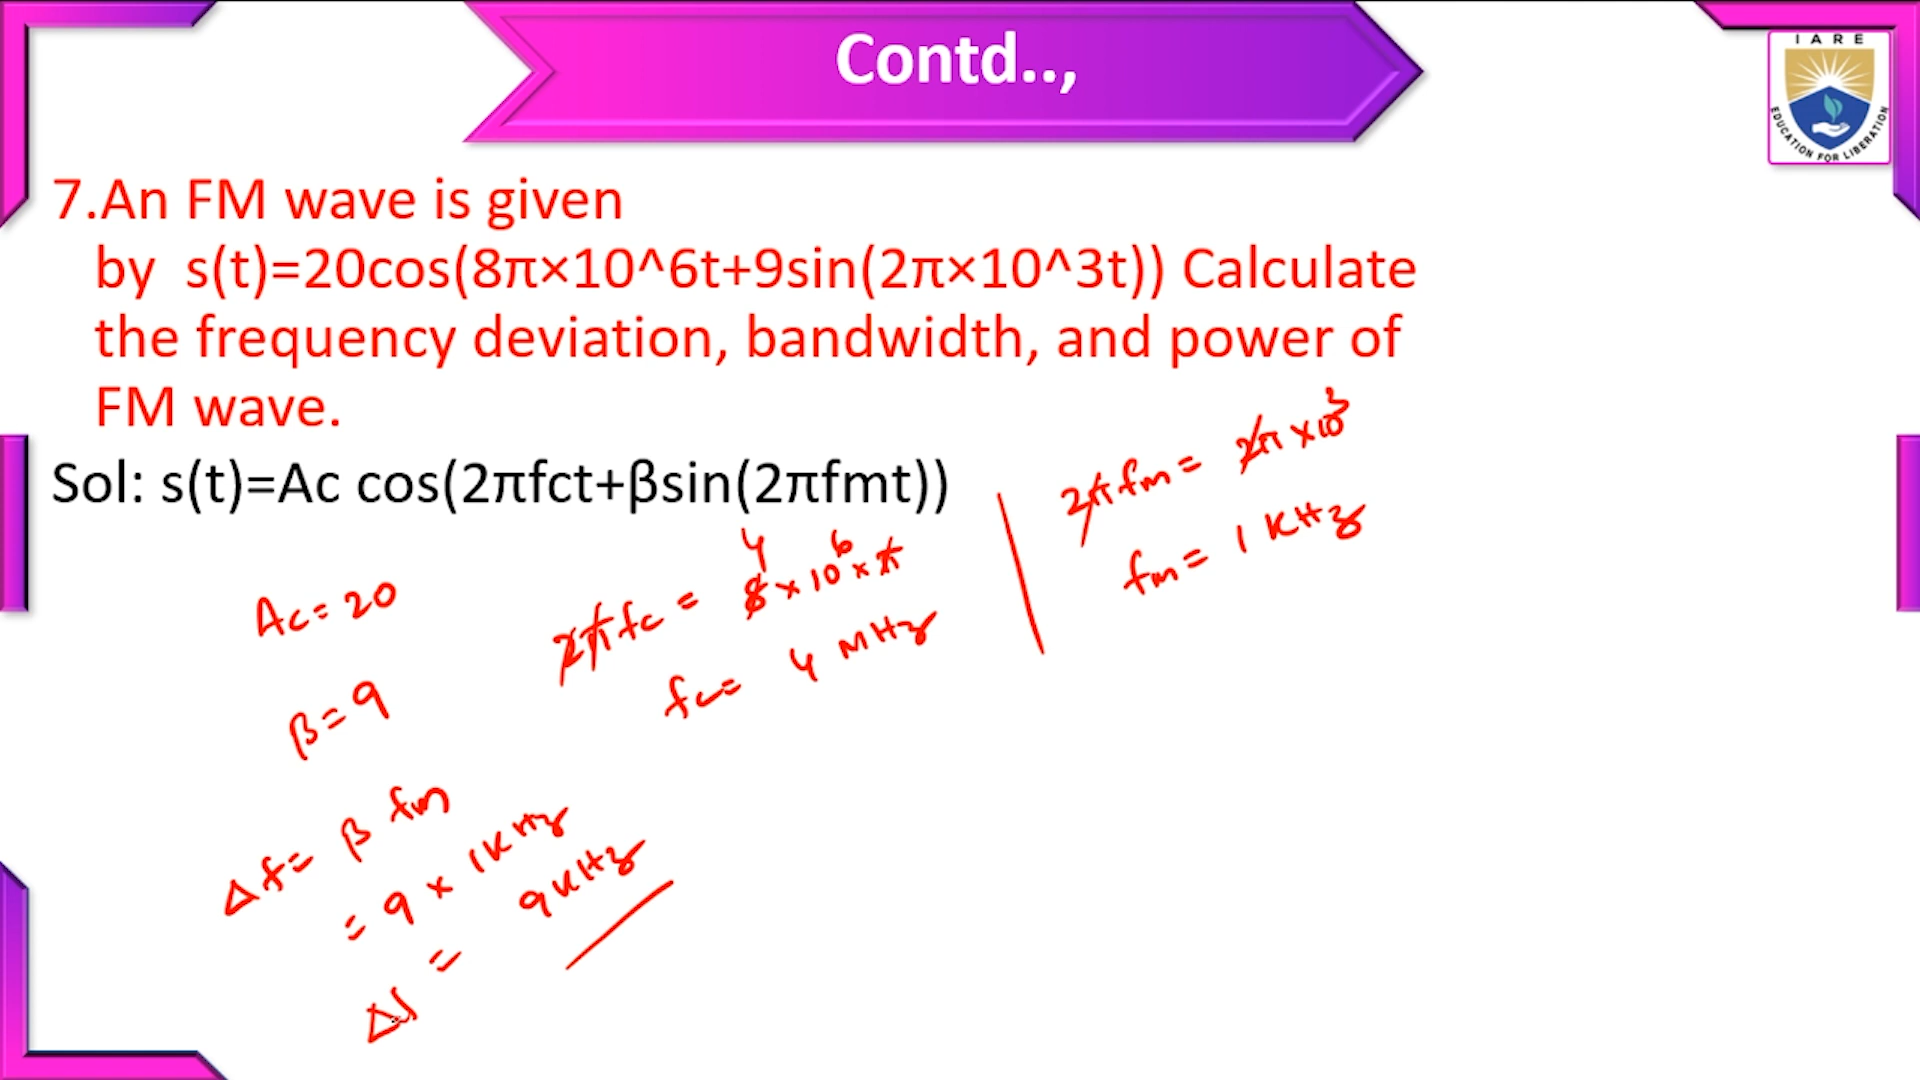 Contd..,
I A R E
EDUCATION FOR LIBERATION
7.An FM wave is given
by s(t)=20cos(8π×10^6t+9sin(2π×10^3t)) Calculate
the frequency deviation, bandwidth, and power of
FM wave.
Sol: s(t)=Ac cos(2πfct+βsin(2πfmt))
Ac = 20
β = 9
Δf = β fm
= 9 × 1KHz
= 9KHz
Δf
4
2πfc = 8 × 10^6 × π
fc = 4 MHz
2πfm = 2π × 10^3
fm = 1 KHz